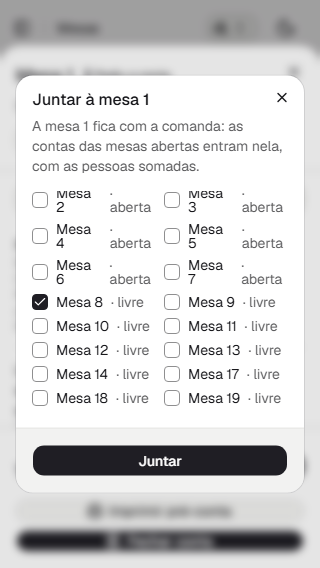 Juntar à mesa 1
A mesa 1 fica com a comanda: as
contas das mesas abertas entram nela,
com as pessoas somadas.
Mesa 2 · aberta Mesa 3 · aberta
Mesa 4 · aberta Mesa 5 · aberta
Mesa 6 · aberta Mesa 7 · aberta
Mesa 8 · livre Mesa 9 · livre
Mesa 10 · livre Mesa 11 · livre
Mesa 12 · livre Mesa 13 · livre
Mesa 14 · livre Mesa 17 · livre
Mesa 18 · livre Mesa 19 · livre
Juntar